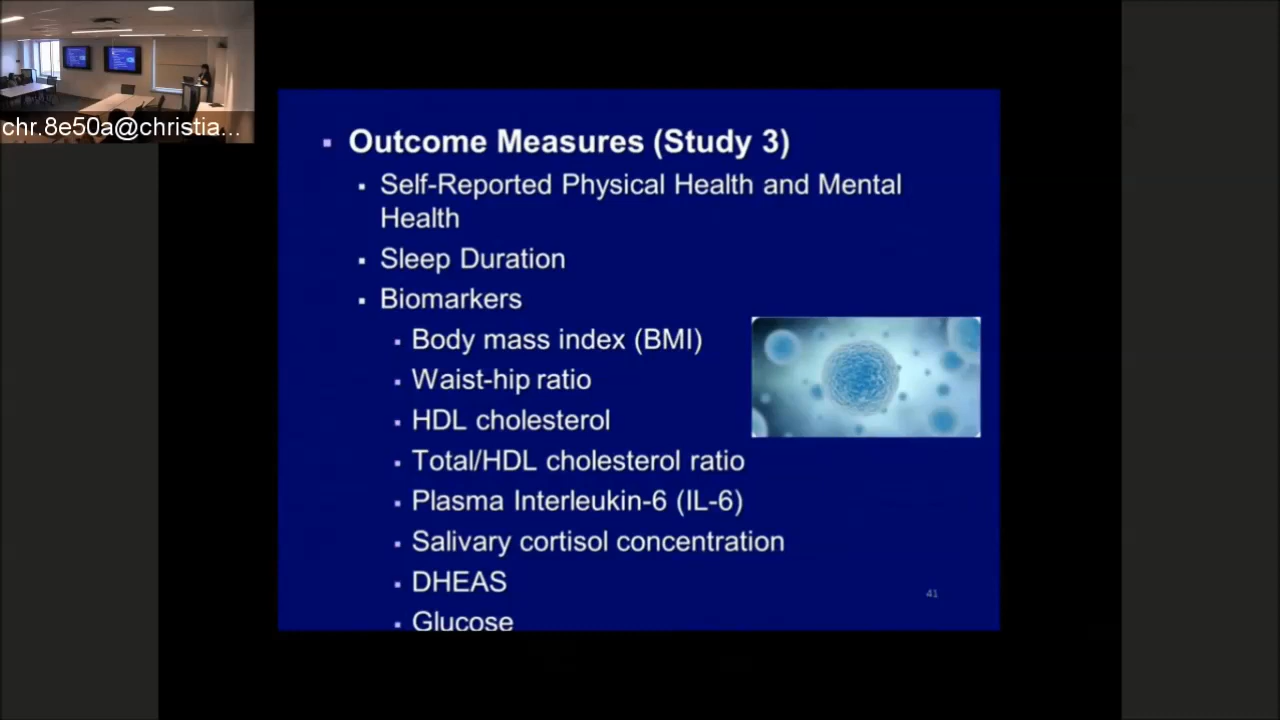 chr.8e50a@christia...
Outcome Measures (Study 3)
Self-Reported Physical Health and Mental
Health
Sleep Duration
Biomarkers
Body mass index (BMI)
Waist-hip ratio
HDL cholesterol
Total/HDL cholesterol ratio
Plasma Interleukin-6 (IL-6)
Salivary cortisol concentration
DHEAS
Glucose
41